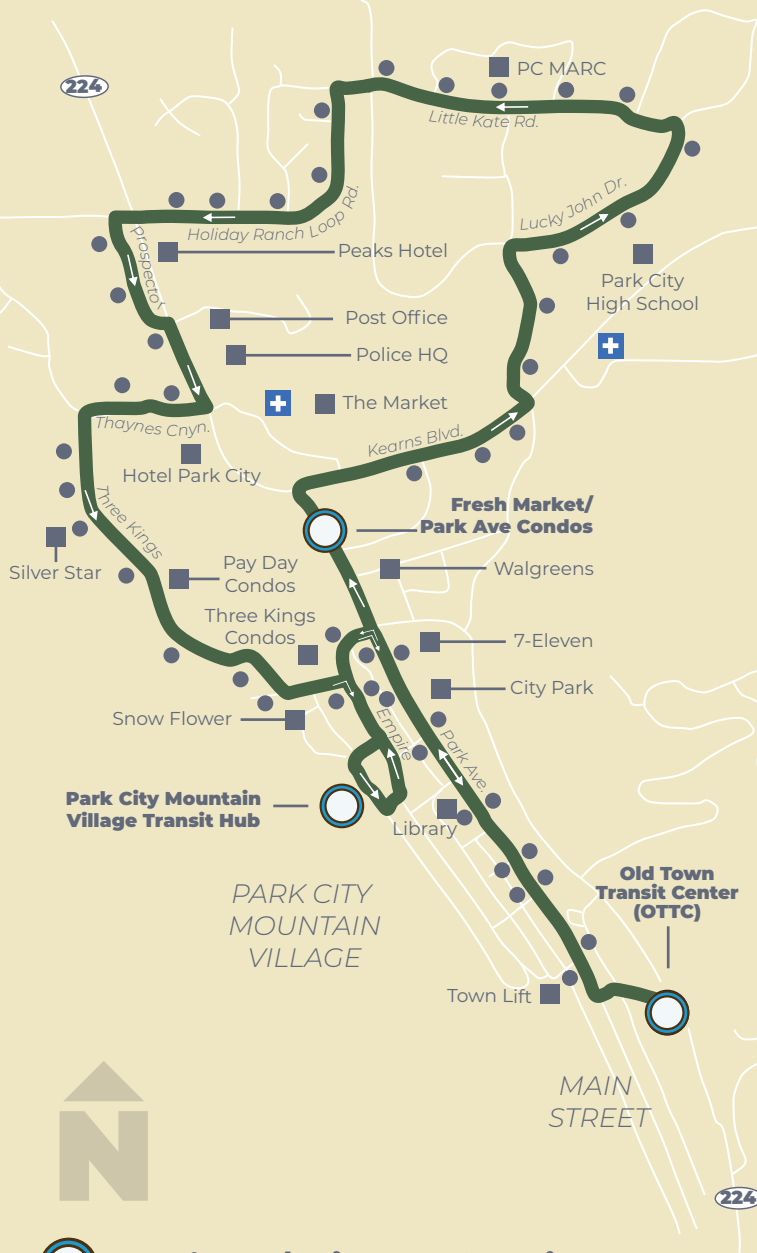 224
PC MARC
Little Kate Rd.
Lucky John Dr.
Holiday Ranch Loop Rd.
Prospector
Peaks Hotel
Park City
High School
Post Office
Police HQ
The Market
Thaynes Cnyn.
Kearns Blvd.
Hotel Park City
Three Kings
Fresh Market/
Park Ave Condos
Silver Star
Pay Day
Condos
Walgreens
Three Kings
Condos
7-Eleven
City Park
Snow Flower
Empire
Park Ave.
Park City Mountain
Village Transit Hub
Library
PARK CITY
MOUNTAIN
VILLAGE
Old Town
Transit Center
(OTTC)
Town Lift
MAIN
STREET
N
224